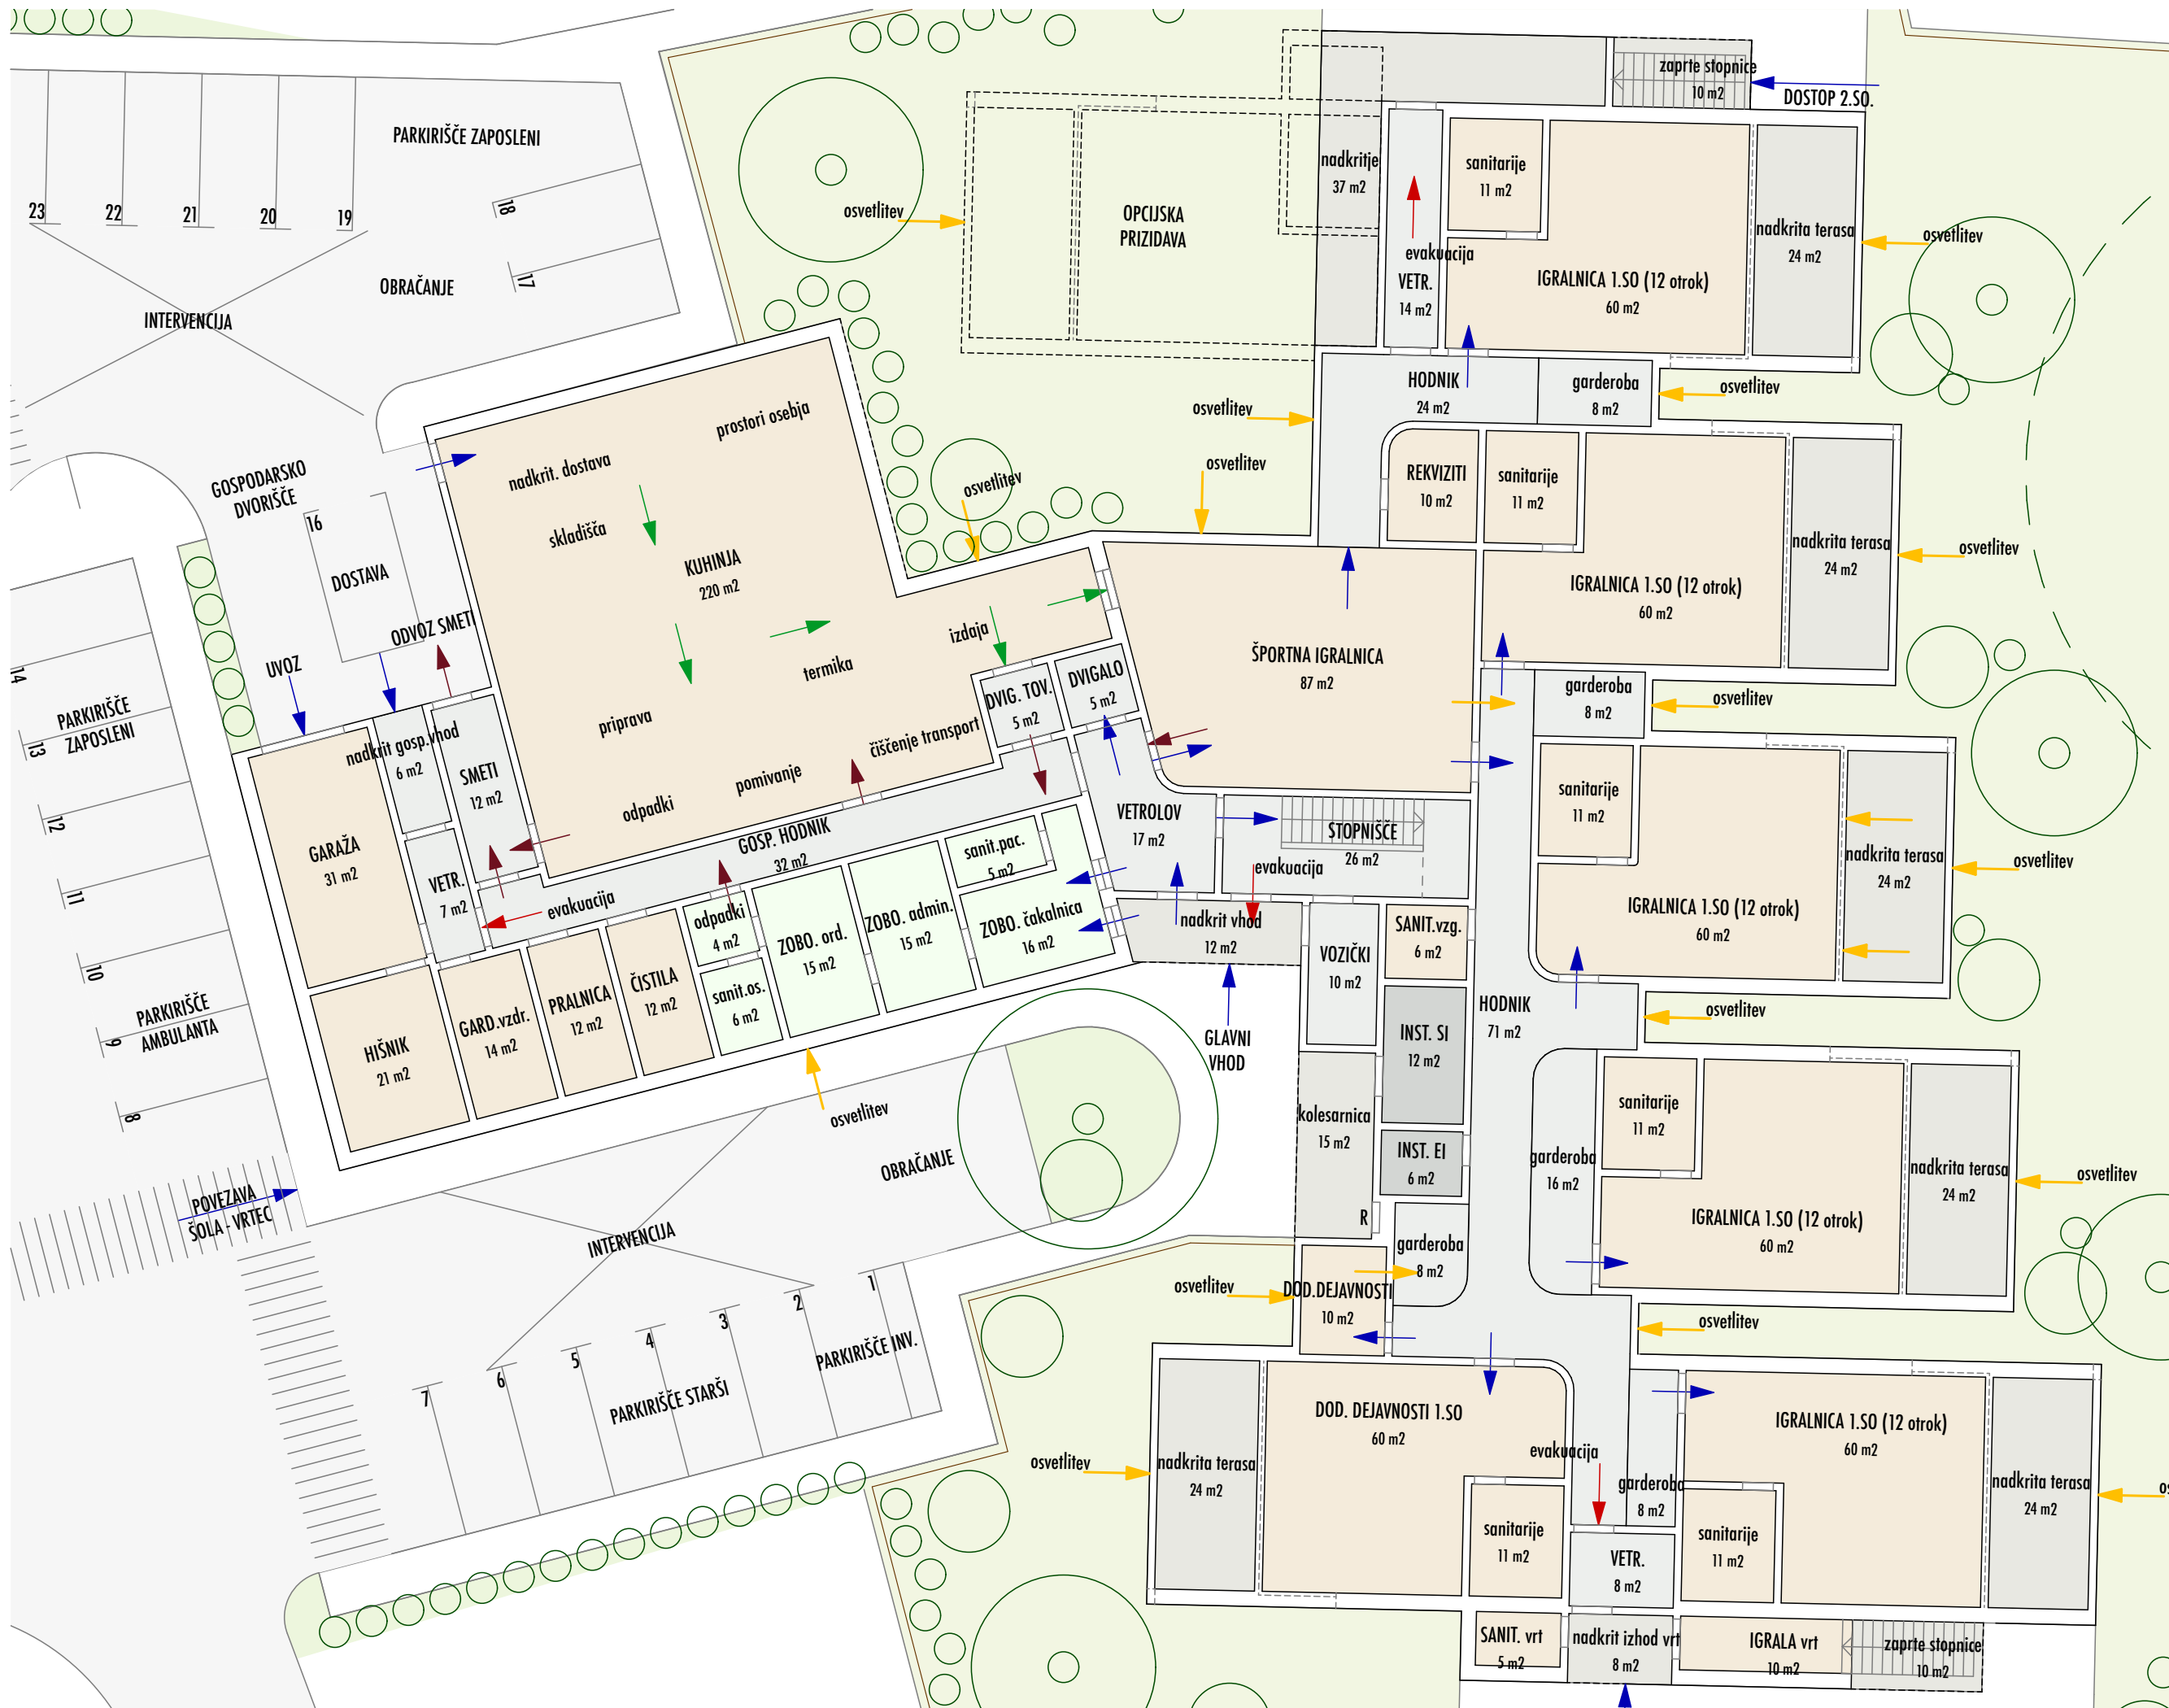 zaprte stopnice
10 m2
DOSTOP 2.SO.
PARKIRIŠČE ZAPOSLENI
23
22
21
20
19
18
17
OBRAČANJE
INTERVENCIJA
osvetlitev
OPCIJSKA
PRIZIDAVA
nadkritje
37 m2
evakuacija
VETR.
14 m2
sanitarije
11 m2
IGRALNICA 1.SO (12 otrok)
60 m2
nadkrita terasa
24 m2
osvetlitev
HODNIK
24 m2
garderoba
8 m2
osvetlitev
osvetlitev
osvetlitev
osvetlitev
REKVIZITI
10 m2
sanitarije
11 m2
IGRALNICA 1.SO (12 otrok)
60 m2
nadkrita terasa
24 m2
osvetlitev
GOSPODARSKO
DVORIŠČE
16
DOSTAVA
ODVOZ SMETI
UVOZ
nadkrit. dostava
prostori osebja
skladišča
KUHINJA
220 m2
termika
izdaja
priprava
čiščenje transport
pomivanje
odpadki
DVIG. TOV.
5 m2
DVIGALO
5 m2
ŠPORTNA IGRALNICA
87 m2
garderoba
8 m2
osvetlitev
14
13
12
11
10
9
8
PARKIRIŠČE
ZAPOSLENI
PARKIRIŠČE
AMBULANTA
nadkrit gosp.vhod
6 m2
SMETI
12 m2
GARAŽA
31 m2
VETR.
7 m2
GOSP. HODNIK
32 m2
evakuacija
HIŠNIK
21 m2
GARD.vzdr.
14 m2
PRALNICA
12 m2
ČISTILA
12 m2
odpadki
4 m2
sanit.os.
6 m2
ZOBO. ord.
15 m2
ZOBO. admin.
15 m2
sanit.pac.
5 m2
ZOBO. čakalnica
16 m2
VETROLOV
17 m2
STOPNIŠČE
26 m2
evakuacija
nadkrit vhod
12 m2
GLAVNI
VHOD
VOZIČKI
10 m2
SANIT.vzg.
6 m2
INST. SI
12 m2
INST. EI
6 m2
kolesarnica
15 m2
R
HODNIK
71 m2
sanitarije
11 m2
IGRALNICA 1.SO (12 otrok)
60 m2
nadkrita terasa
24 m2
osvetlitev
osvetlitev
garderoba
16 m2
sanitarije
11 m2
IGRALNICA 1.SO (12 otrok)
60 m2
nadkrita terasa
24 m2
osvetlitev
osvetlitev
osvetlitev
OBRAČANJE
INTERVENCIJA
POVEZAVA
ŠOLA - VRTEC
1
2
3
4
5
6
7
PARKIRIŠČE INV.
PARKIRIŠČE STARŠI
garderoba
8 m2
osvetlitev
DOD.DEJAVNOSTI
10 m2
DOD. DEJAVNOSTI 1.SO
60 m2
osvetlitev
nadkrita terasa
24 m2
sanitarije
11 m2
evakuacija
garderoba
8 m2
VETR.
8 m2
IGRALNICA 1.SO (12 otrok)
60 m2
sanitarije
11 m2
nadkrita terasa
24 m2
SANIT. vrt
5 m2
nadkrit izhod vrt
8 m2
IGRALA vrt
10 m2
zaprte stopnice
10 m2